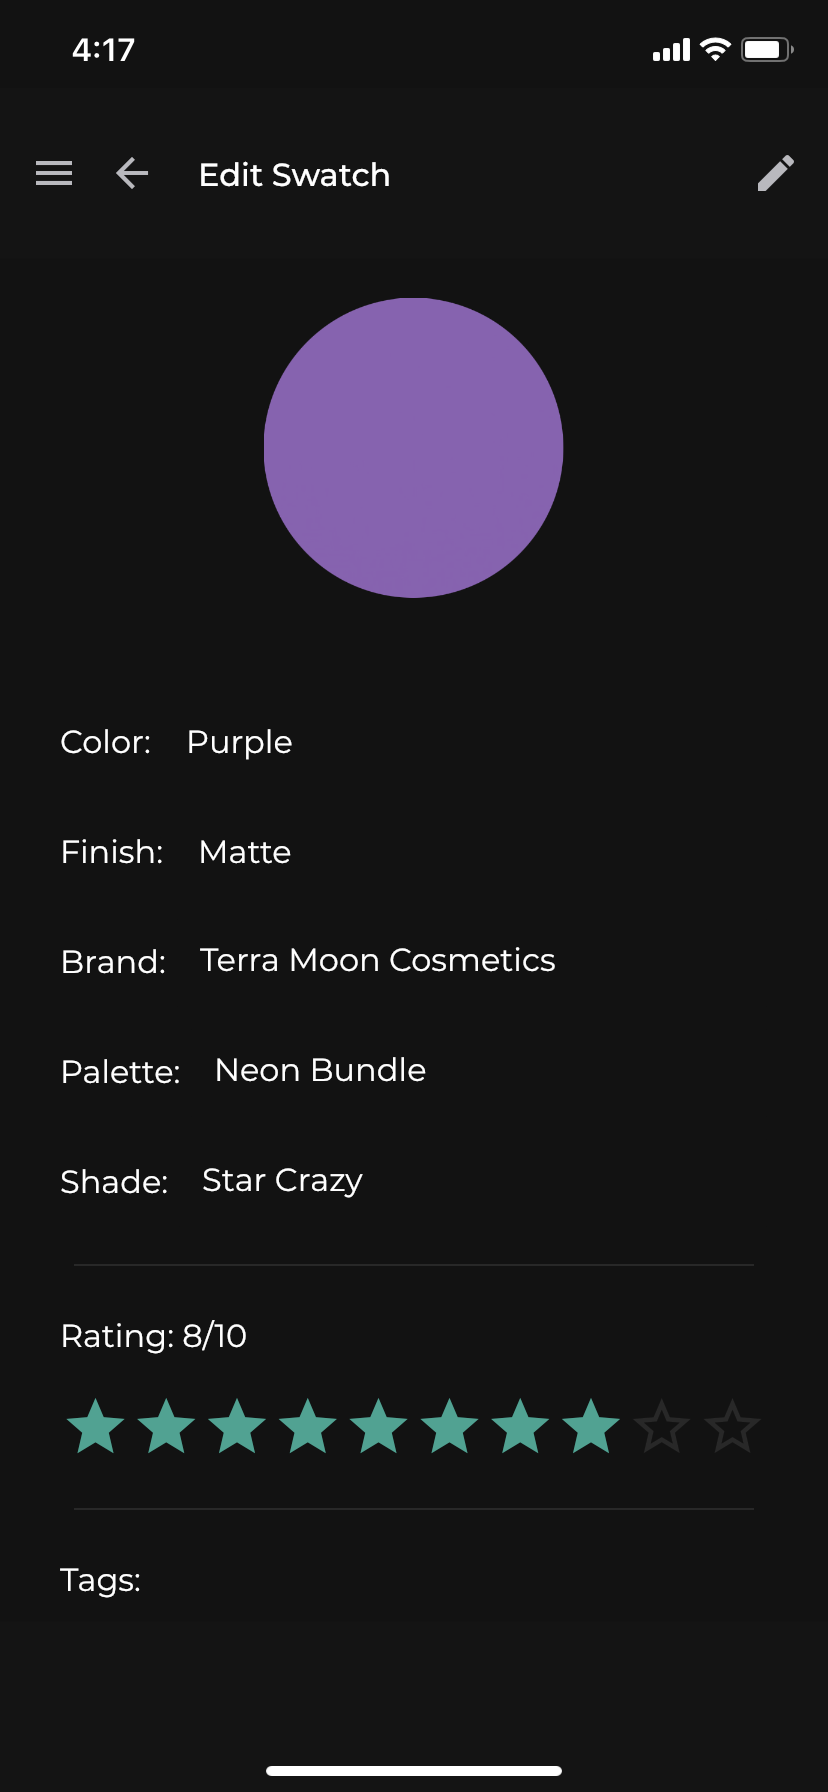 4:17
Edit Swatch
Color: Purple
Finish: Matte
Brand: Terra Moon Cosmetics
Palette: Neon Bundle
Shade: Star Crazy
Rating: 8/10
Tags: